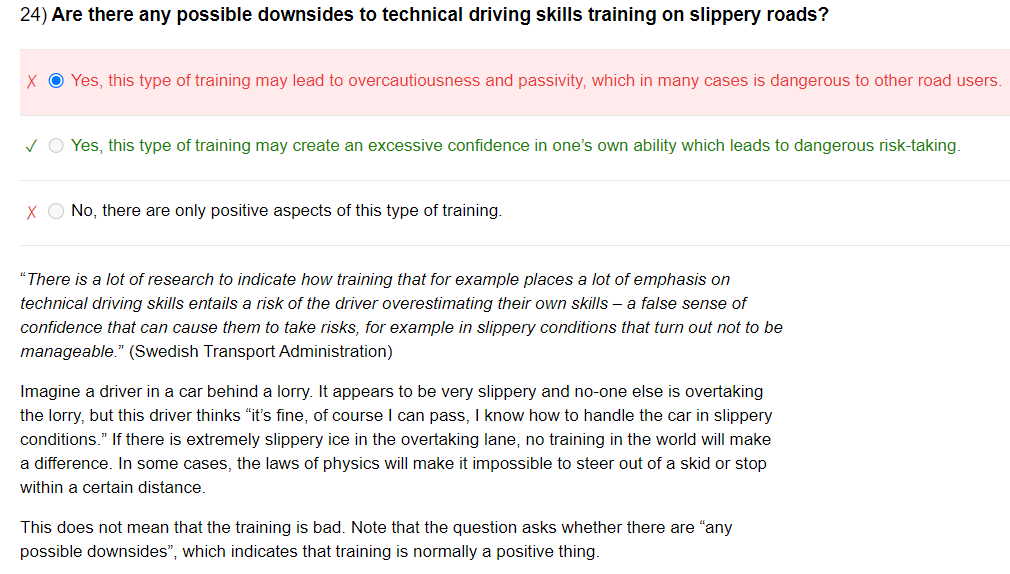 24) Are there any possible downsides to technical driving skills training on slippery roads?
X Yes, this type of training may lead to overcautiousness and passivity, which in many cases is dangerous to other road users.
✓ Yes, this type of training may create an excessive confidence in one’s own ability which leads to dangerous risk-taking.
X No, there are only positive aspects of this type of training.
“There is a lot of research to indicate how training that for example places a lot of emphasis on
technical driving skills entails a risk of the driver overestimating their own skills – a false sense of
confidence that can cause them to take risks, for example in slippery conditions that turn out not to be
manageable.” (Swedish Transport Administration)
Imagine a driver in a car behind a lorry. It appears to be very slippery and no-one else is overtaking
the lorry, but this driver thinks “it’s fine, of course I can pass, I know how to handle the car in slippery
conditions.” If there is extremely slippery ice in the overtaking lane, no training in the world will make
a difference. In some cases, the laws of physics will make it impossible to steer out of a skid or stop
within a certain distance.
This does not mean that the training is bad. Note that the question asks whether there are “any
possible downsides”, which indicates that training is normally a positive thing.